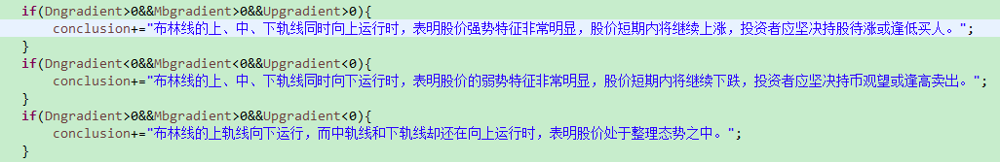 if(Dngradient>0&&Mbgradient>0&&Upgradient>0){
conclusion+="布林线的上、中、下轨线同时向上运行时，表明股价强势特征非常明显，股价短期内将继续上涨，投资者应坚决持股待涨或逢低买人。";
}
if(Dngradient<0&&Mbgradient<0&&Upgradient<0){
conclusion+="布林线的上、中、下轨线同时向下运行时，表明股价的弱势特征非常明显，股价短期内将继续下跌，投资者应坚决持币观望或逢高卖出。";
}
if(Dngradient>0&&Mbgradient>0&&Upgradient<0){
conclusion+="布林线的上轨线向下运行，而中轨线和下轨线却还在向上运行时，表明股价处于整理态势之中。";
}